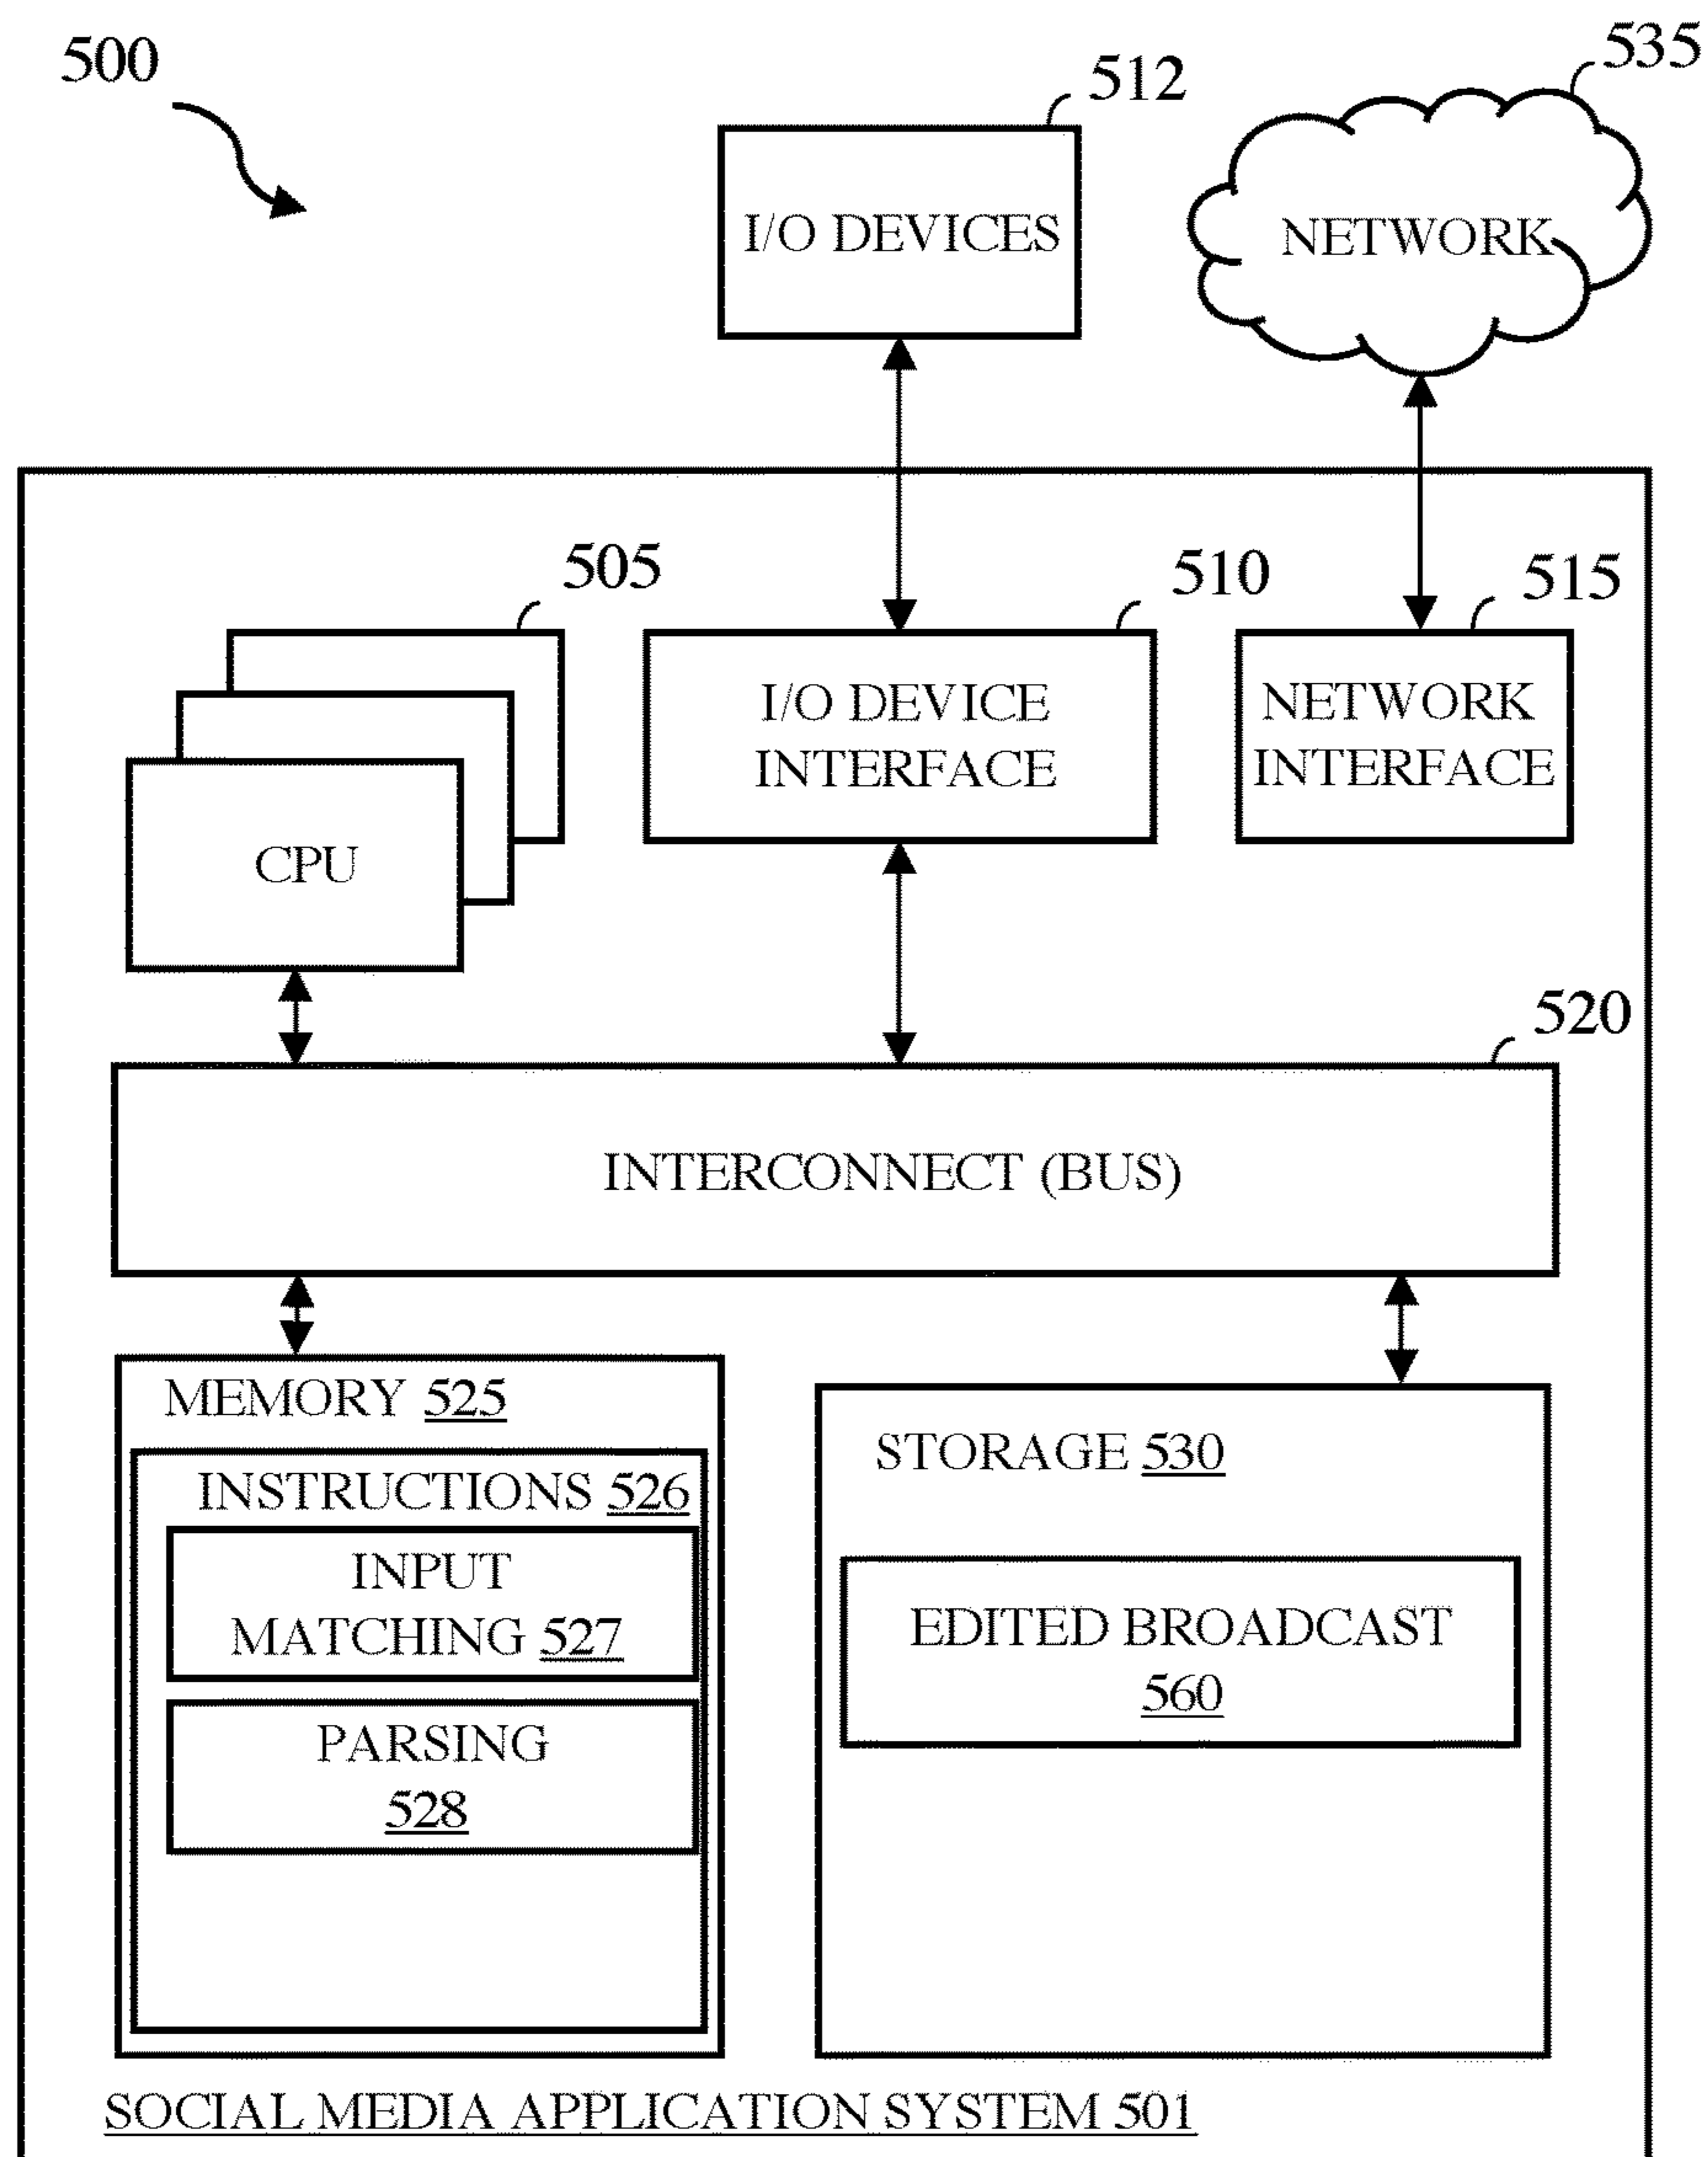 500
512
535
I/O DEVICES
NETWORK
505
510
515
CPU
I/O DEVICE
INTERFACE
NETWORK
INTERFACE
520
INTERCONNECT (BUS)
MEMORY 525
INSTRUCTIONS 526
INPUT
MATCHING 527
PARSING
528
STORAGE 530
EDITED BROADCAST
560
SOCIAL MEDIA APPLICATION SYSTEM 501